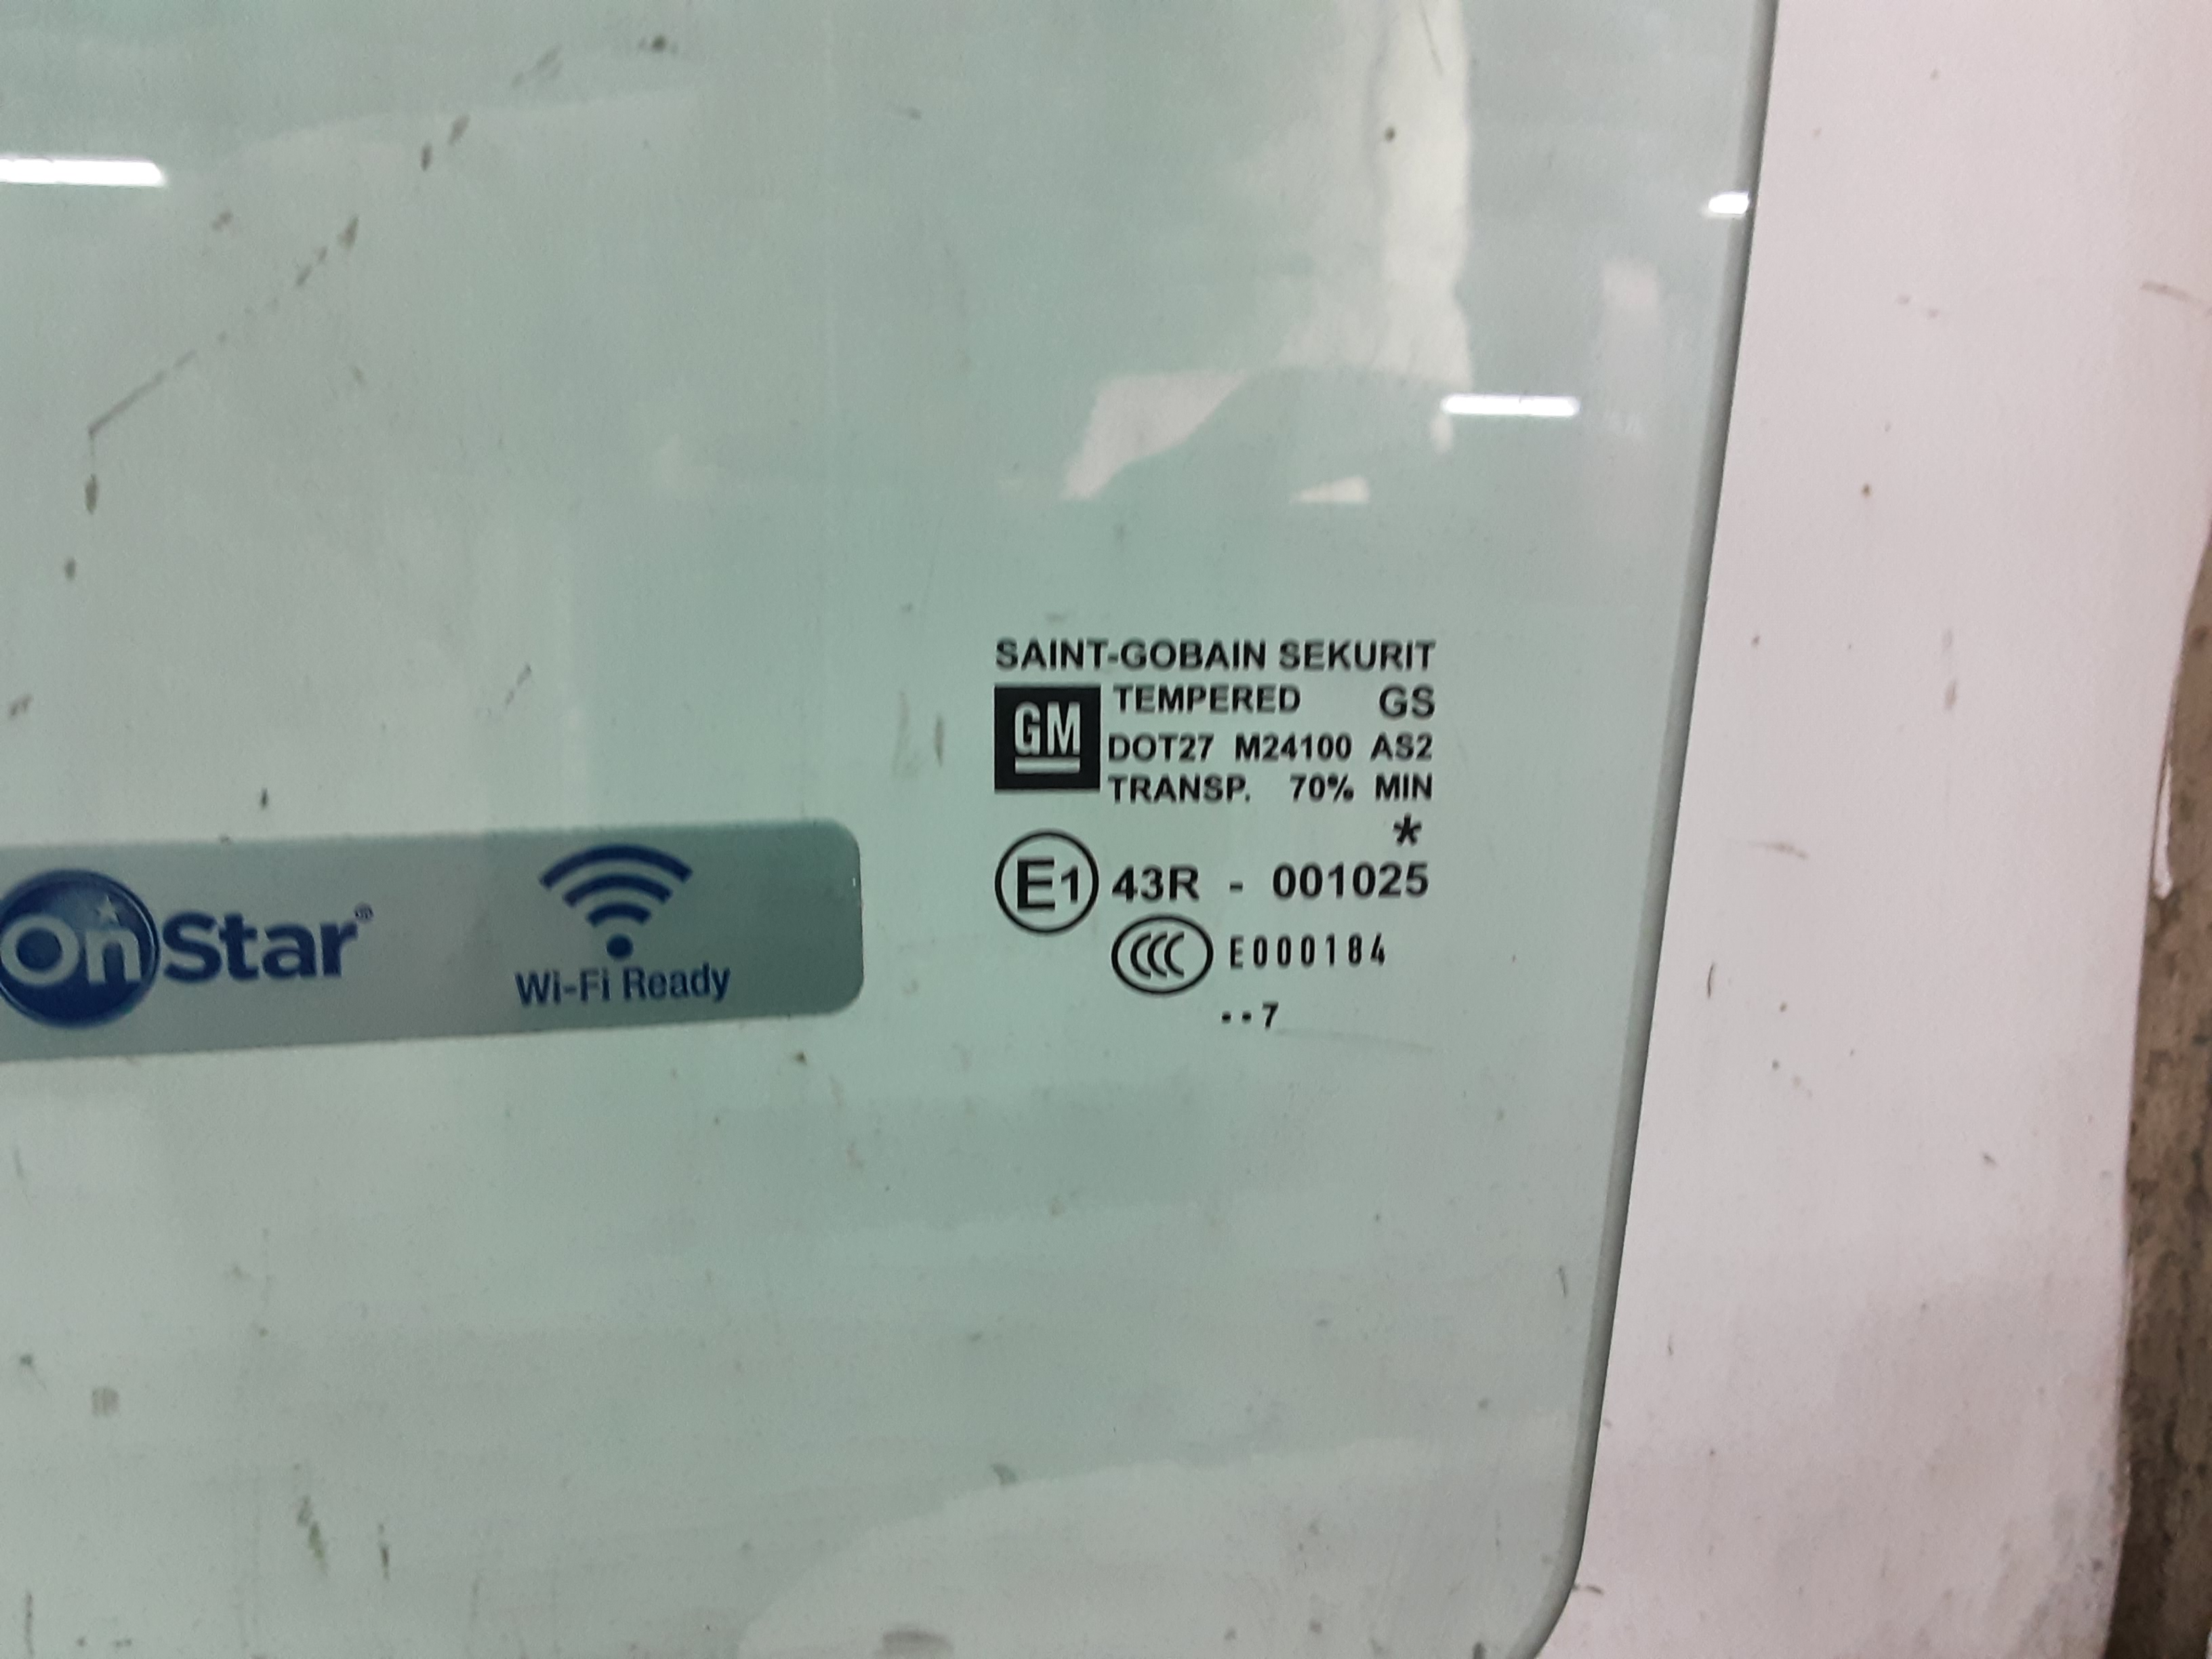 SAINT-GOBAIN SEKURIT
GM
TEMPERED GS
DOT27 M24100 AS2
TRANSP. 70% MIN
*
E1 43R - 001025
CCC E000184
--7
OnStar®
Wi-Fi Ready